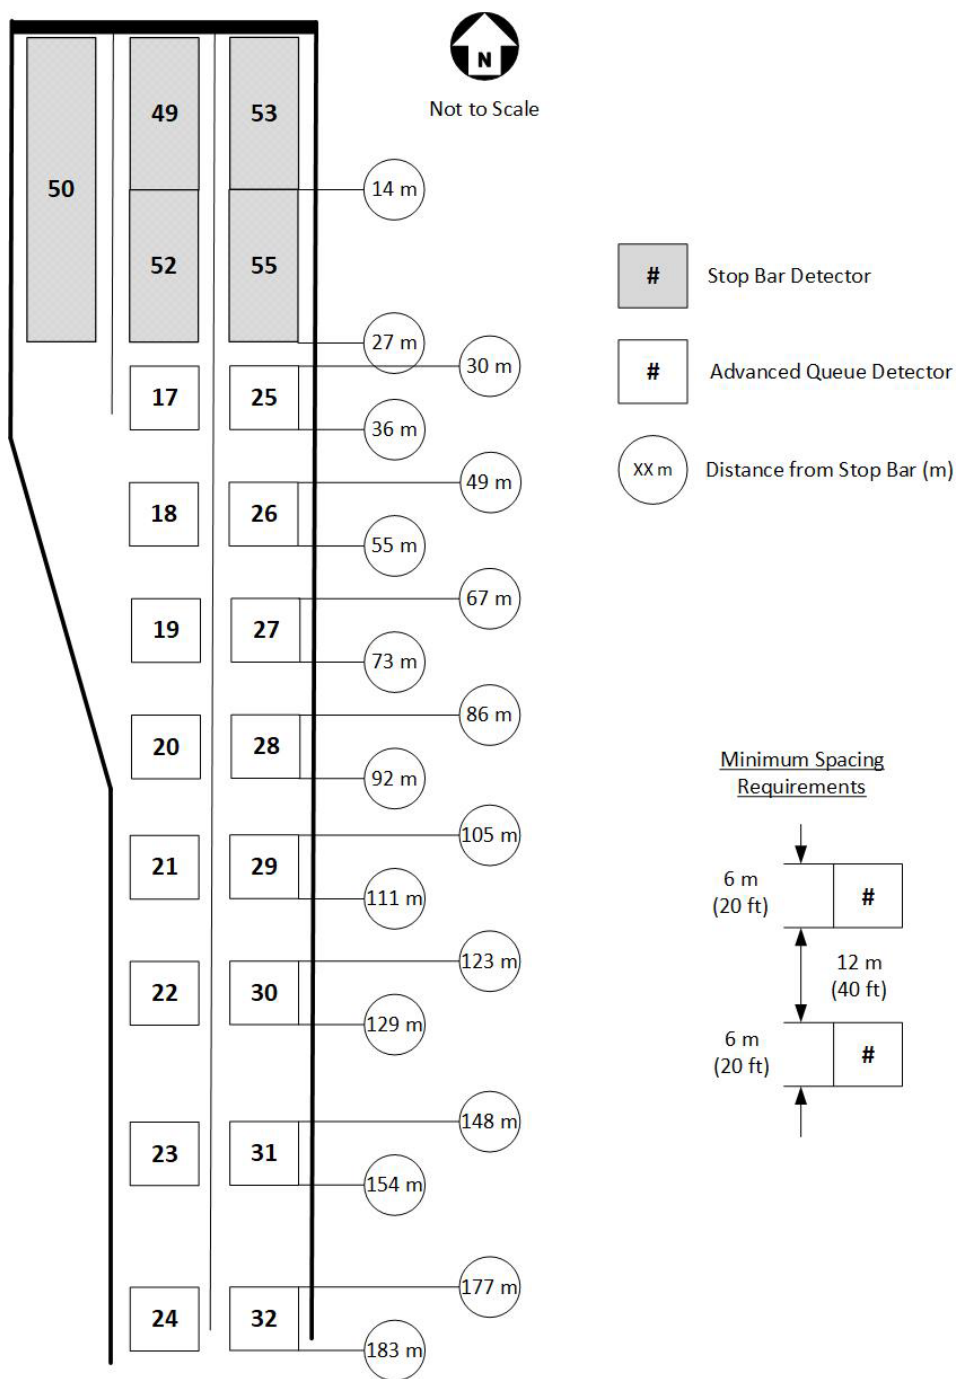 N
Not to Scale
49
53
50
14 m
52
55
# Stop Bar Detector
27 m
30 m
17
25
# Advanced Queue Detector
36 m
XX m Distance from Stop Bar (m)
49 m
18
26
55 m
67 m
19
27
73 m
86 m
20
28
92 m
Minimum Spacing
Requirements
105 m
21
29
111 m
6 m
(20 ft)
#
123 m
22
30
129 m
12 m
(40 ft)
6 m
(20 ft)
#
148 m
23
31
154 m
177 m
24
32
183 m